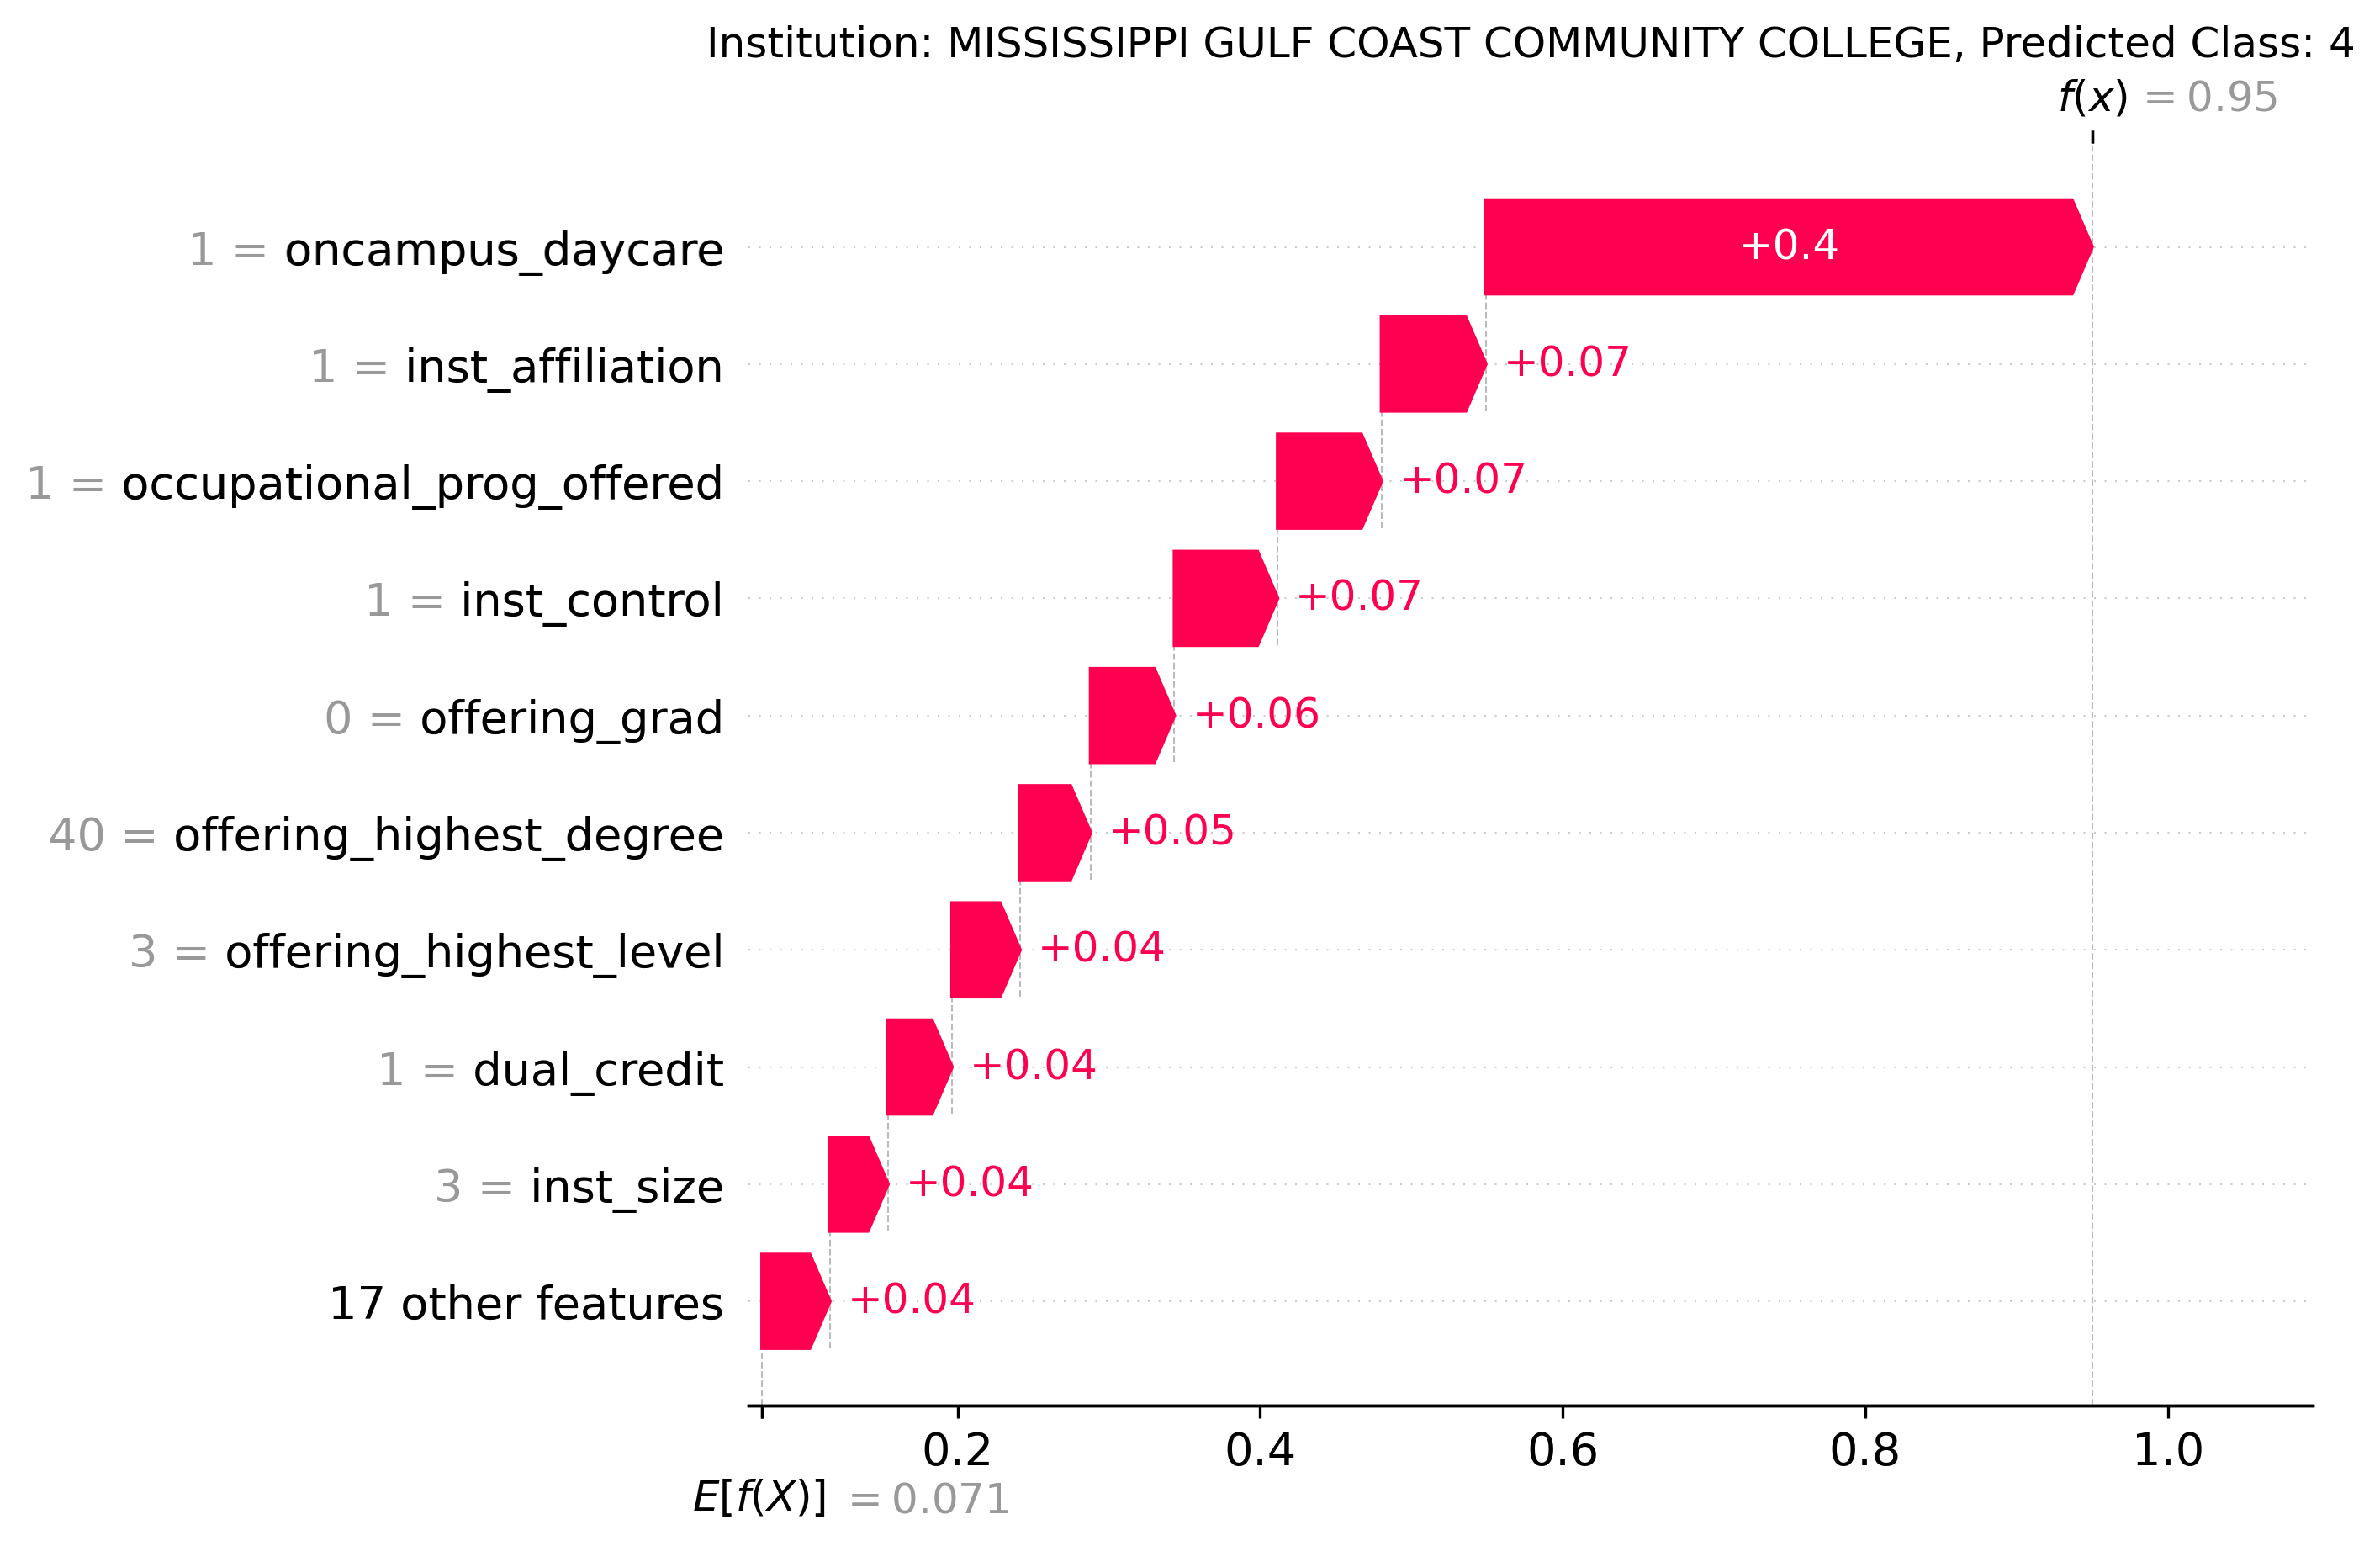 Institution: MISSISSIPPI GULF COAST COMMUNITY COLLEGE, Predicted Class: 4
f(x) = 0.95
1 = oncampus_daycare +0.4
1 = inst_affiliation +0.07
1 = occupational_prog_offered +0.07
1 = inst_control +0.07
0 = offering_grad +0.06
40 = offering_highest_degree +0.05
3 = offering_highest_level +0.04
1 = dual_credit +0.04
3 = inst_size +0.04
17 other features +0.04
0.2 0.4 0.6 0.8 1.0
E[f(X)] = 0.071